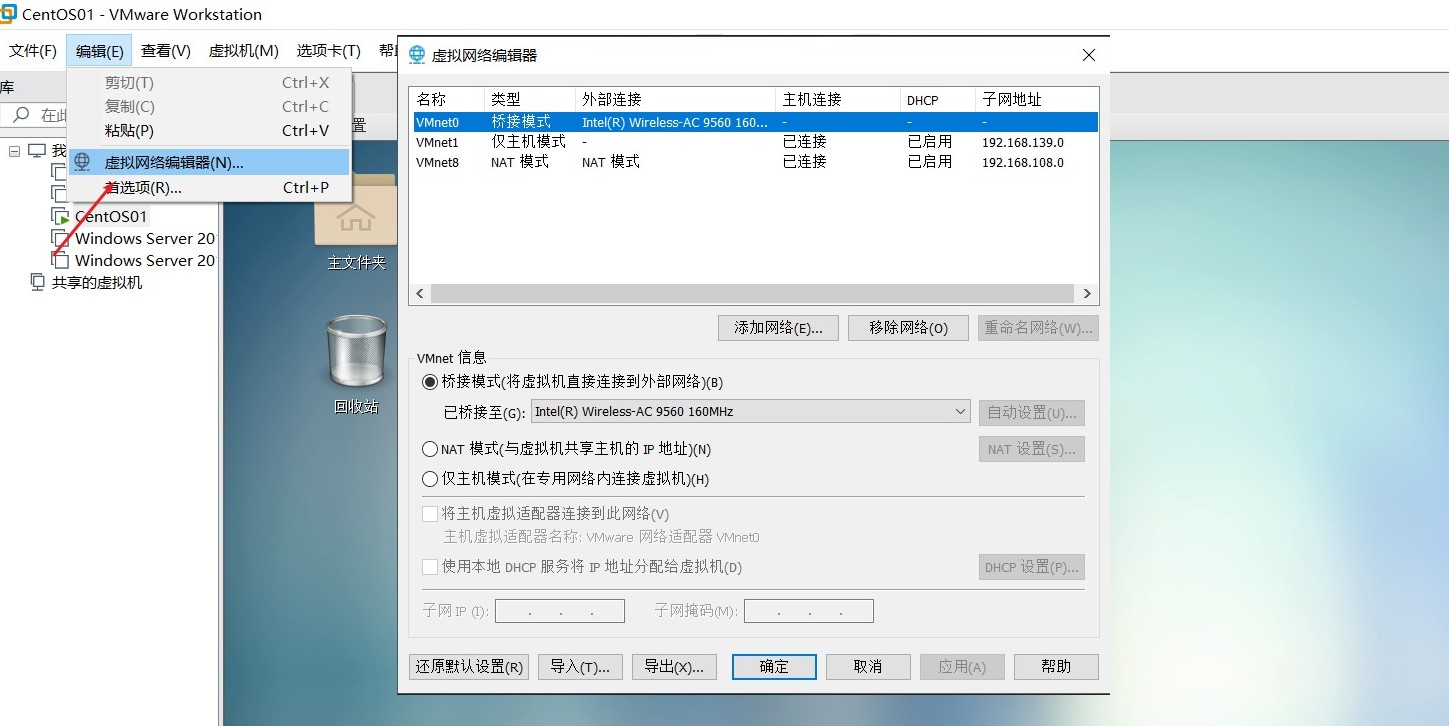 CentOS01 - VMware Workstation
文件(F) 编辑(E) 查看(V) 虚拟机(M) 选项卡(T)
剪切(T) Ctrl+X
复制(C) Ctrl+C
粘贴(P) Ctrl+V
虚拟网络编辑器(N)...
首选项(R)... Ctrl+P
库
在此
置
我
CentOS01
Windows Server 20
Windows Server 20
共享的虚拟机
主文件夹
回收站
虚拟网络编辑器
名称 类型 外部连接 主机连接 DHCP 子网地址
VMnet0 桥接模式 Intel(R) Wireless-AC 9560 160... - - -
VMnet1 仅主机模式 - 已连接 已启用 192.168.139.0
VMnet8 NAT 模式 NAT 模式 已连接 已启用 192.168.108.0
添加网络(E)... 移除网络(O) 重命名网络(W)...
VMnet 信息
桥接模式(将虚拟机直接连接到外部网络)(B)
已桥接至(G): Intel(R) Wireless-AC 9560 160MHz 自动设置(U)...
NAT 模式(与虚拟机共享主机的 IP 地址)(N) NAT 设置(S)...
仅主机模式(在专用网络内连接虚拟机)(H)
将主机虚拟适配器连接到此网络(V)
主机虚拟适配器名称: VMware 网络适配器 VMnet0
使用本地 DHCP 服务将 IP 地址分配给虚拟机(D) DHCP 设置(P)...
子网 IP (I): . . . 子网掩码(M): . . .
还原默认设置(R) 导入(T)... 导出(X)... 确定 取消 应用(A) 帮助